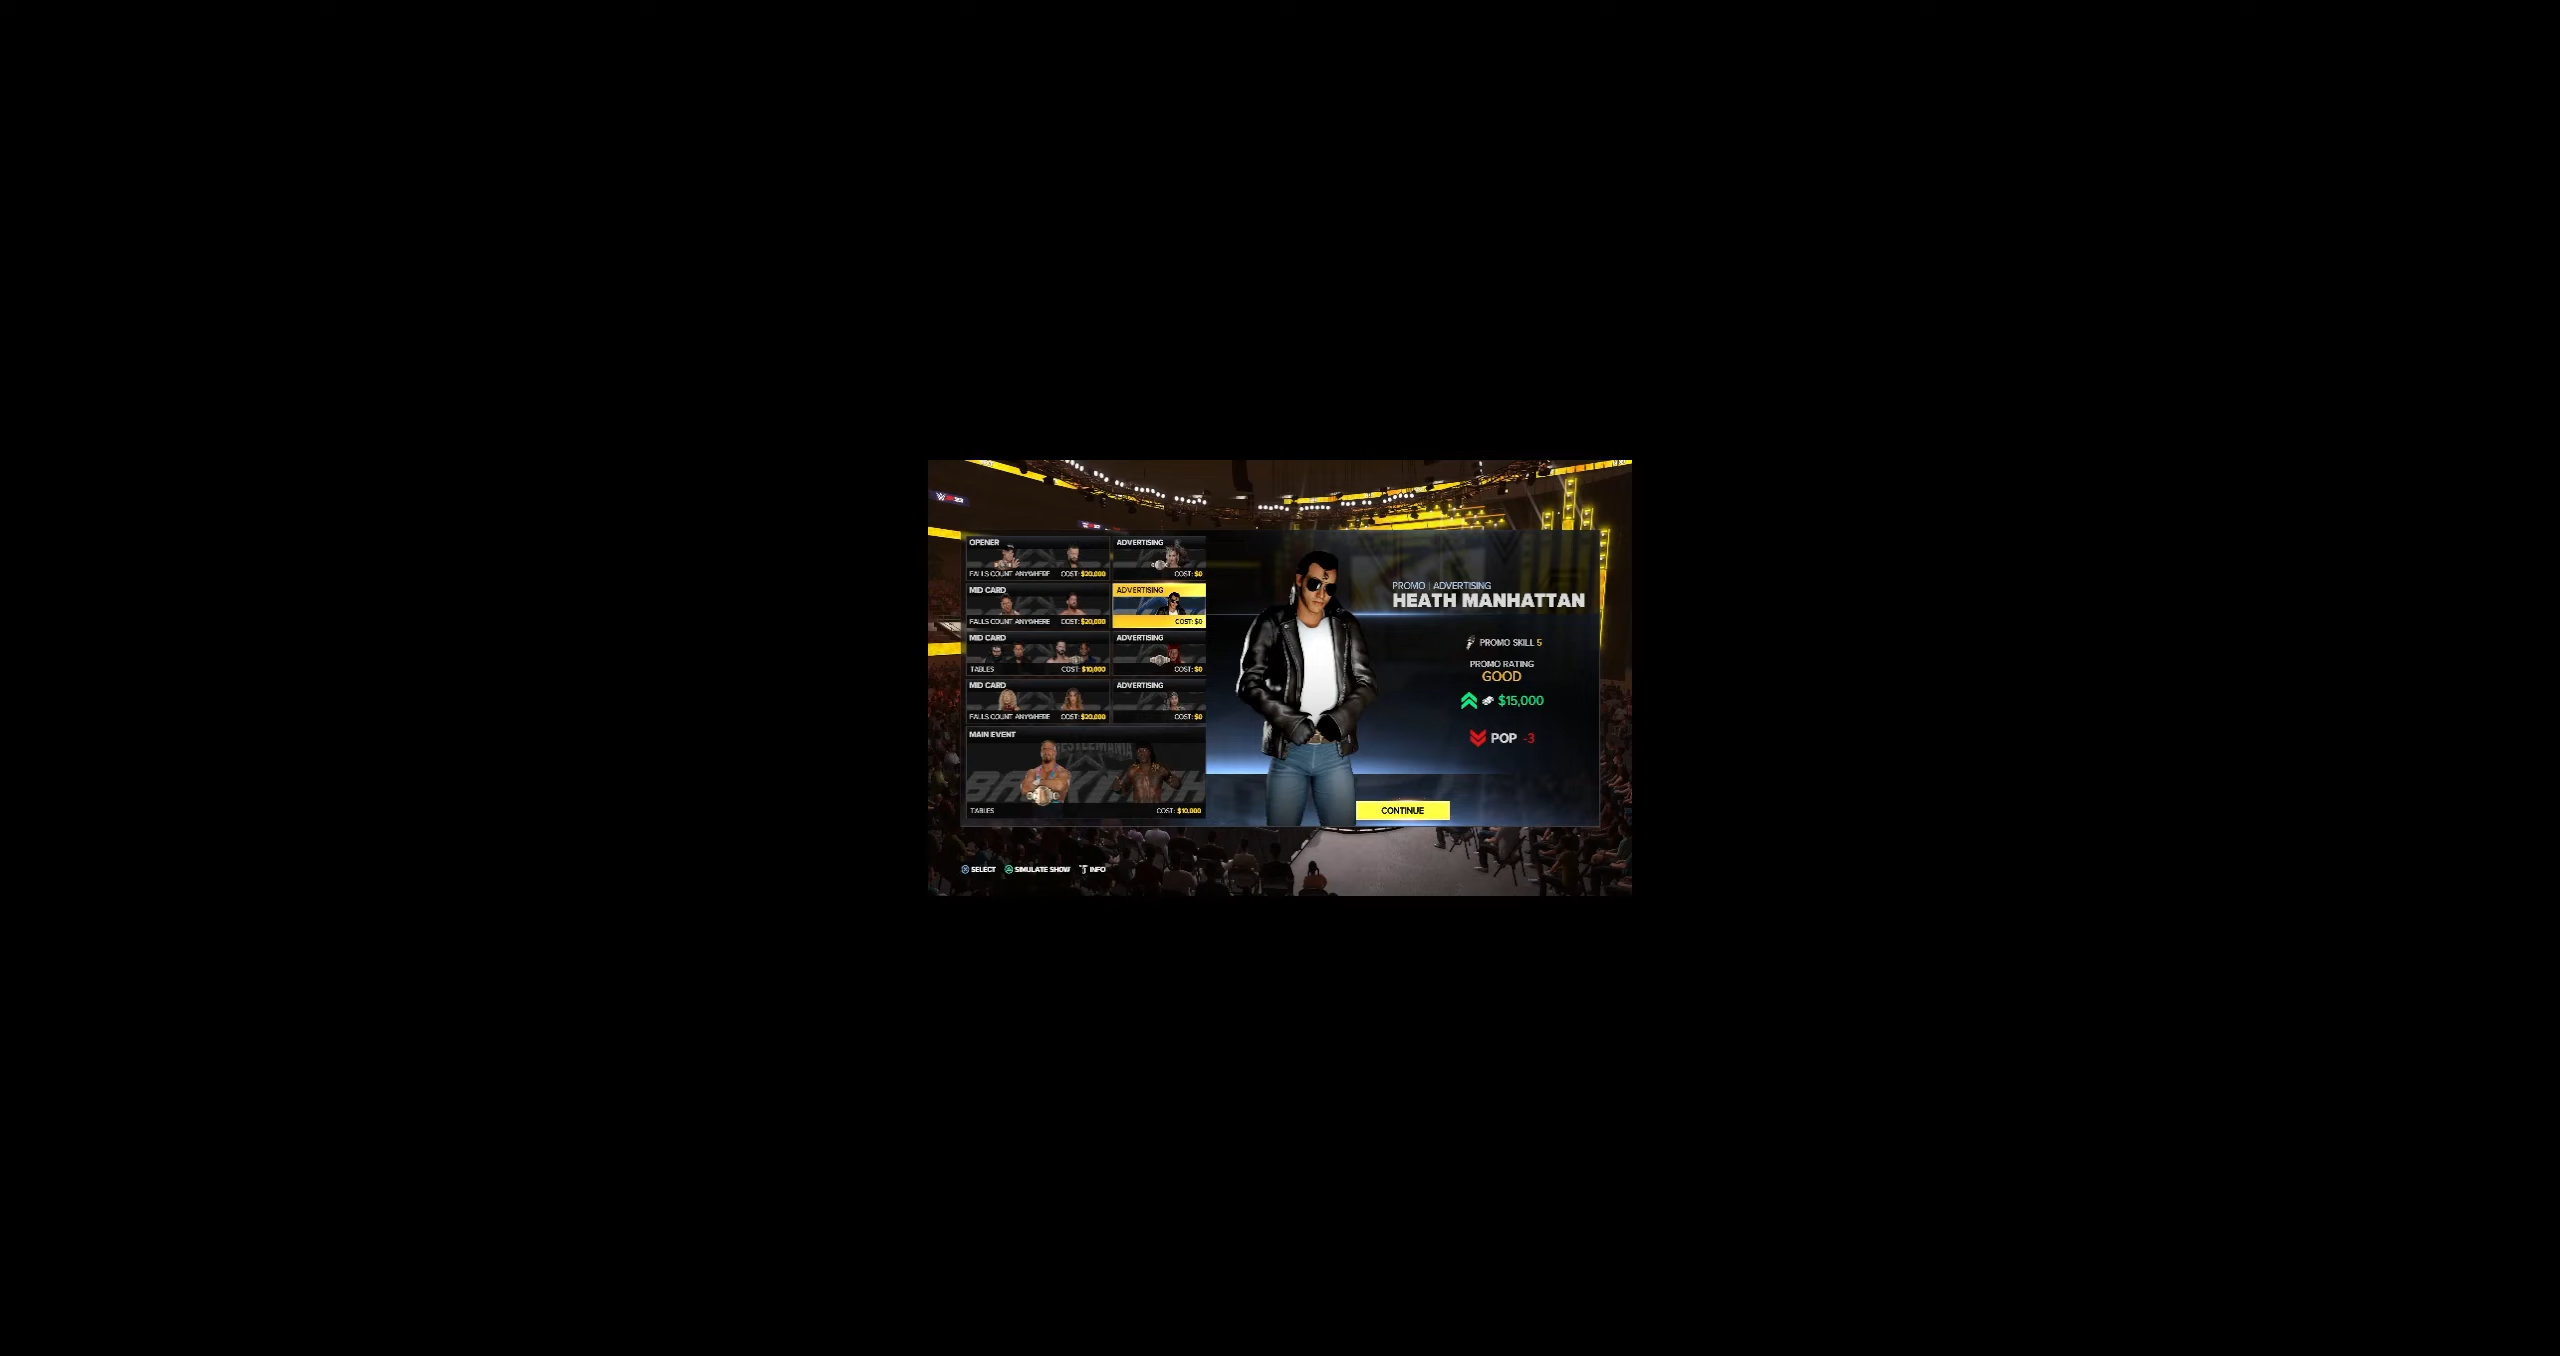 OPENER
FALLS COUNT ANYWHERE COST: $20,000
ADVERTISING
COST: $0
MID CARD
FALLS COUNT ANYWHERE COST: $20,000
ADVERTISING
COST: $0
MID CARD
TABLES COST: $10,000
ADVERTISING
COST: $0
MID CARD
FALLS COUNT ANYWHERE COST: $20,000
ADVERTISING
COST: $0
MAIN EVENT
WRESTLEMANIA
BACKLASH
TABLES COST: $10,000
PROMO | ADVERTISING
HEATH MANHATTAN
PROMO SKILL 5
PROMO RATING
GOOD
$15,000
POP -3
CONTINUE
SELECT SIMULATE SHOW INFO